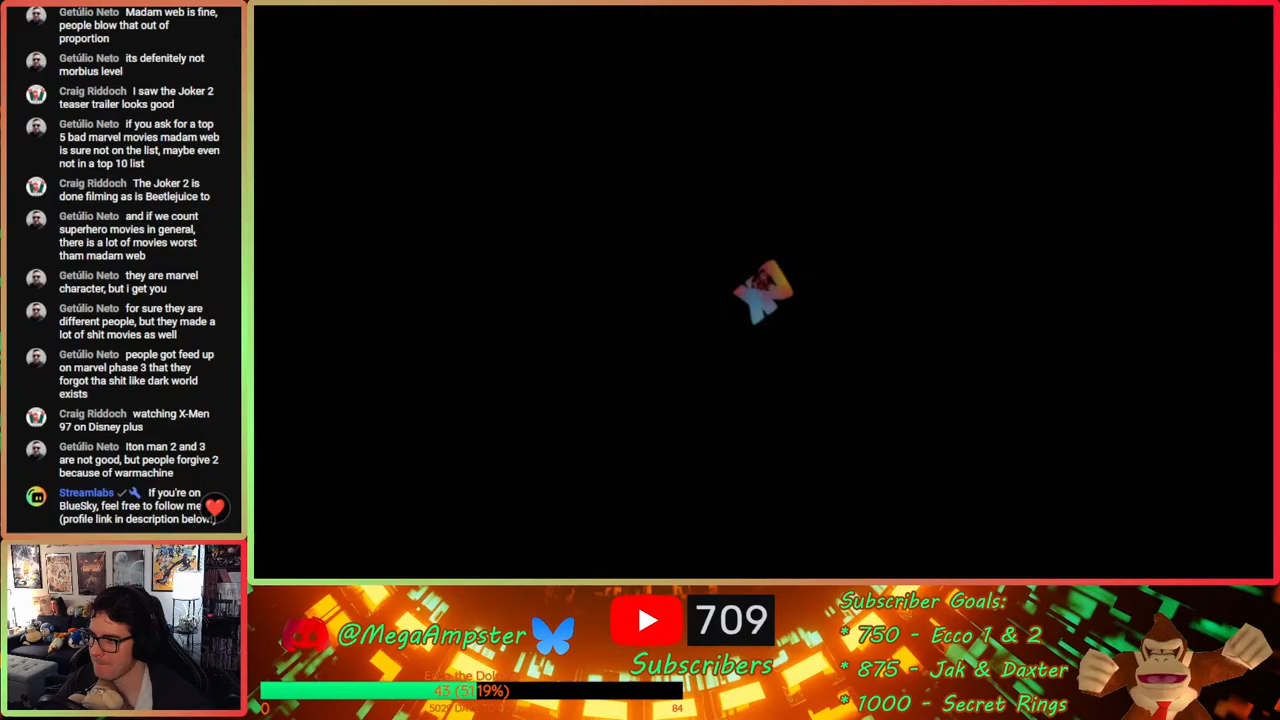 Getúlio Neto Madam web is fine,
people blow that out of
proportion
Getúlio Neto its defenitely not
morbius level
Craig Riddoch I saw the Joker 2
teaser trailer looks good
Getúlio Neto if you ask for a top
5 bad marvel movies madam web
is sure not on the list, maybe even
not in a top 10 list
Craig Riddoch The Joker 2 is
done filming as is Beetlejuice to
Getúlio Neto and if we count
superhero movies in general,
there is a lot of movies worst
tham madam web
Getúlio Neto they are marvel
character, but i get you
Getúlio Neto for sure they are
different people, but they made a
lot of shit movies as well
Getúlio Neto people got feed up
on marvel phase 3 that they
forgot tha shit like dark world
exists
Craig Riddoch watching X-Men
97 on Disney plus
Getúlio Neto Iton man 2 and 3
are not good, but people forgive 2
because of warmachine
Streamlabs If you're on
BlueSky, feel free to follow me
(profile link in description below!)
@MegaAmpster
709
Subscribers
43 (51.19%)
0
84
Subscriber Goals:
* 750 - Ecco 1 & 2
* 875 - Jak & Daxter
* 1000 - Secret Rings